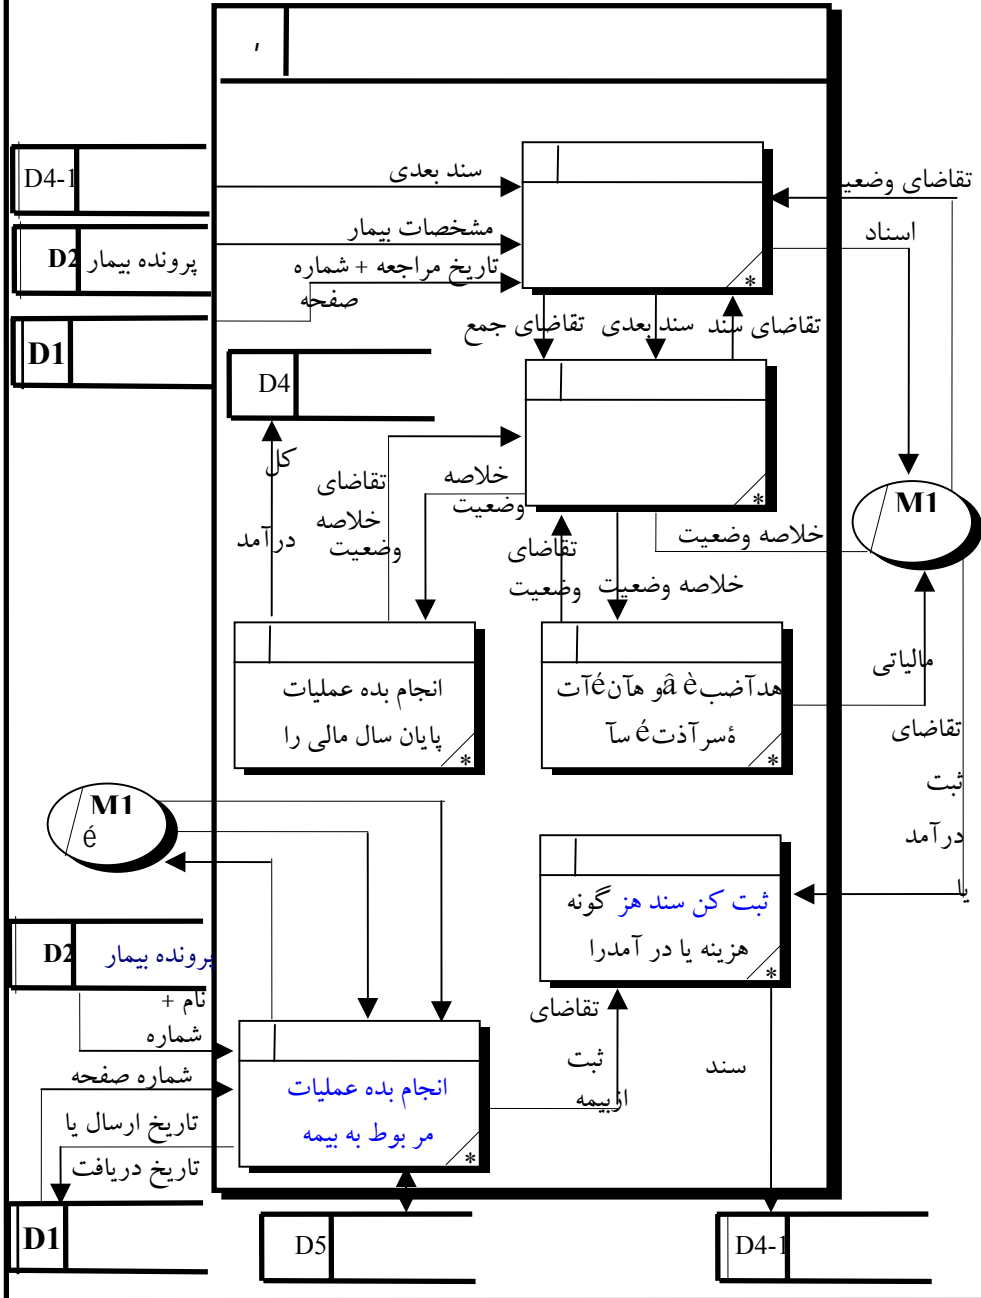 ٬
D4-1
سند بعدی
تقاضای وضعی
D2 پرونده بیمار
مشخصات بیمار
اسناد
تاریخ مراجعه + شماره
صفحه
*
D1
تقاضای جمع
سند بعدی
تقاضای سند
D4
*
کل
درآمد
تقاضای
خلاصه
وضعیت
خلاصه
وضعیت
M1
خلاصه وضعیت
تقاضای
وضعیت
خلاصه وضعیت
انجام بده عملیات
پایان سال مالی را
*
*
مالیاتی
تقاضای
ثبت
درآمد
یا
M1
é
ثبت کن سند هز گونه
هزینه یا در آمدرا
*
D2 پرونده بیمار
نام +
شماره
شماره صفحه
تاریخ ارسال یا
تاریخ دریافت
انجام بده عملیات
مر بوط به بیمه
*
تقاضای
ثبت
ازبیمه
سند
D1
D5
D4-1